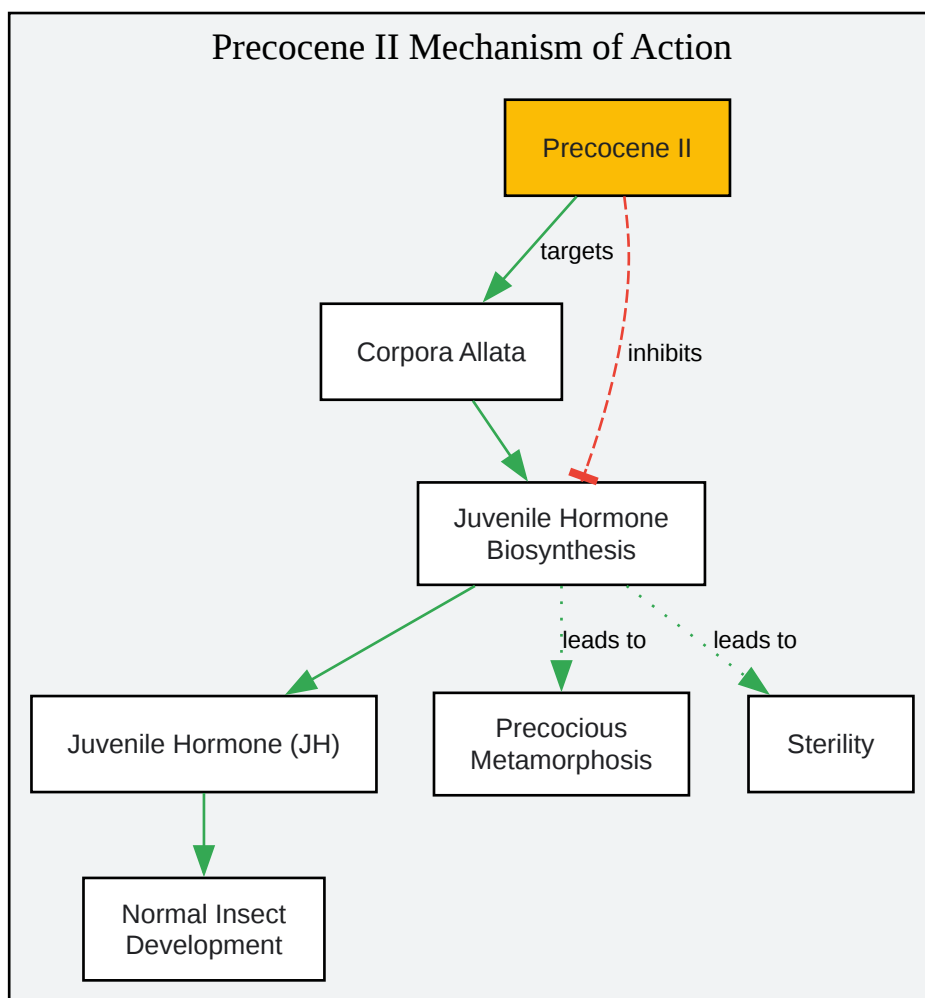 Precocene II Mechanism of Action
Precocene II
targets
Corpora Allata
inhibits
Juvenile Hormone
Biosynthesis
leads to
leads to
Juvenile Hormone (JH)
Precocious
Metamorphosis
Sterility
Normal Insect
Development